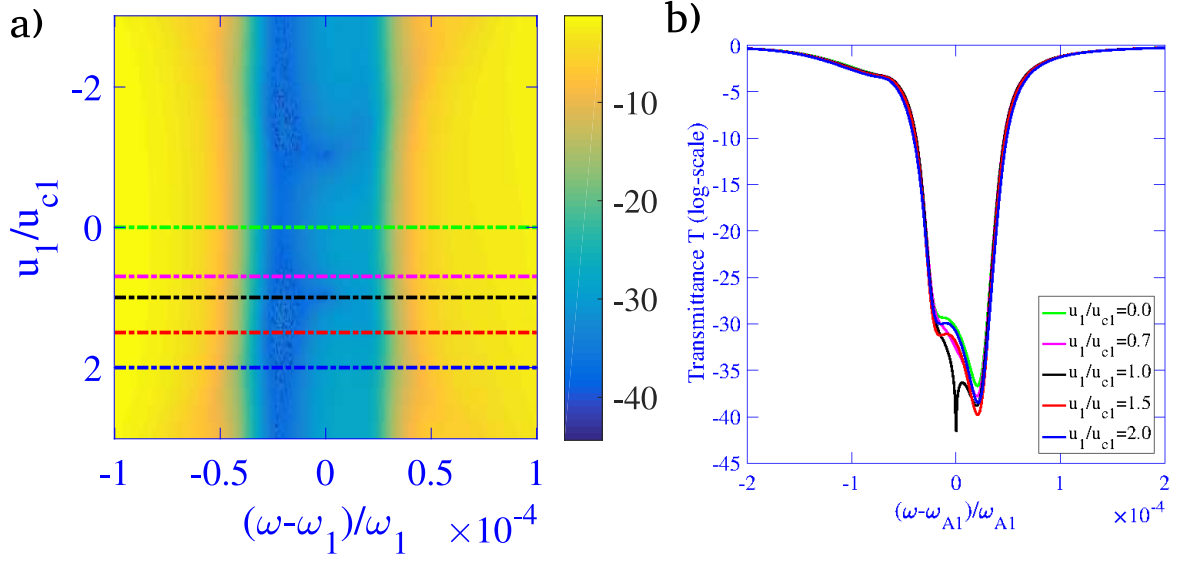 a)
u1/uc1
-2
0
2
-1
-0.5
0
0.5
1
(ω-ω1)/ω1
×10-4
-10
-20
-30
-40
b)
Transmittance T (log-scale)
0
-5
-10
-15
-20
-25
-30
-35
-40
-45
-2
-1
0
1
2
(ω-ωA1)/ωA1
×10-4
u1/uc1=0.0
u1/uc1=0.7
u1/uc1=1.0
u1/uc1=1.5
u1/uc1=2.0